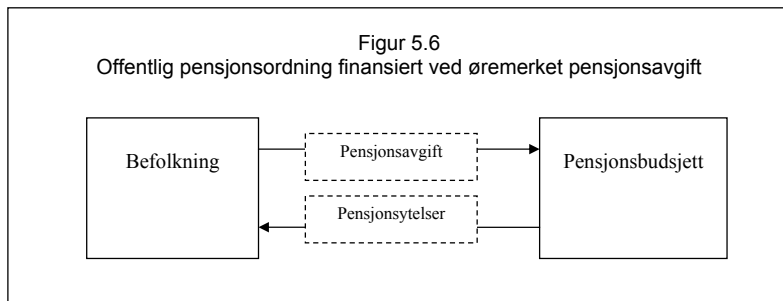 Figur 5.6
Offentlig pensjonsordning finansiert ved øremerket pensjonsavgift
Befolkning
Pensjonsavgift
Pensjonsbudsjett
Pensjonsytelser